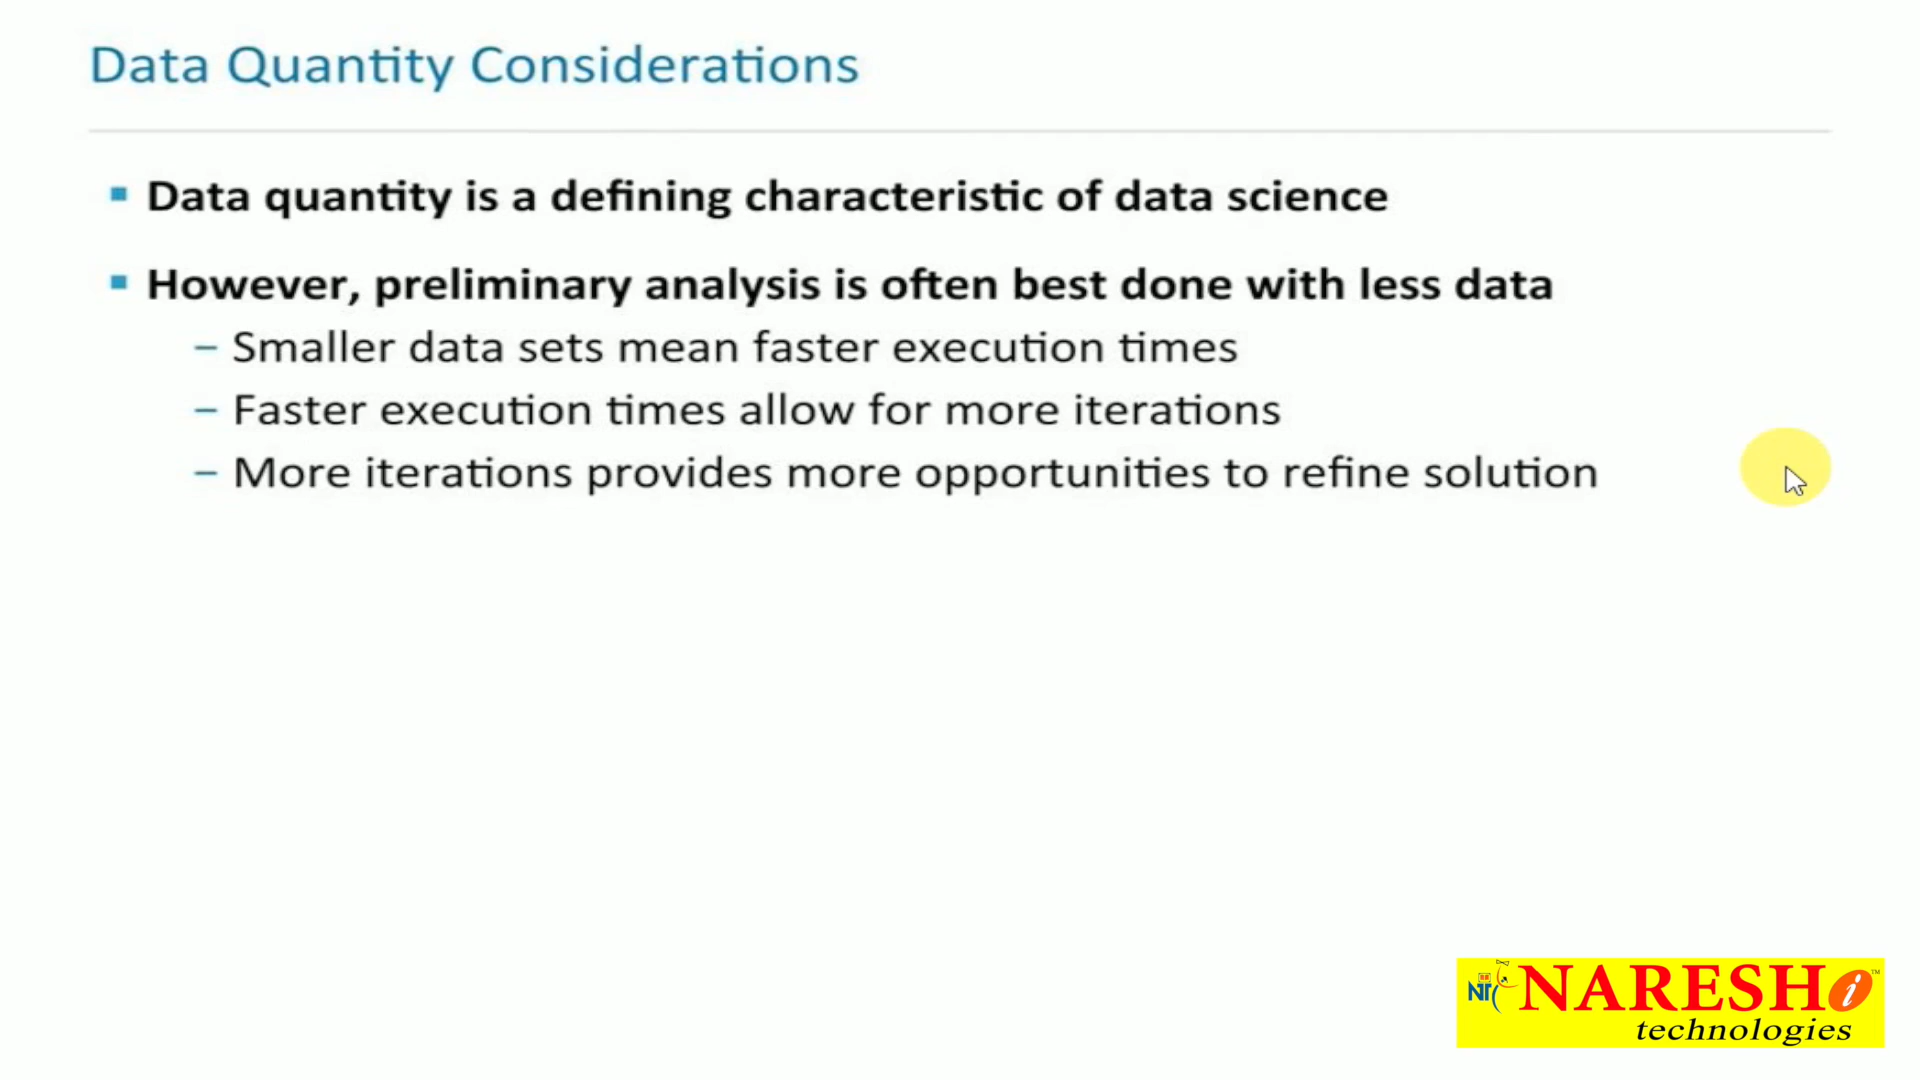 Data Quantity Considerations
Data quantity is a defining characteristic of data science
However, preliminary analysis is often best done with less data
– Smaller data sets mean faster execution times
– Faster execution times allow for more iterations
– More iterations provides more opportunities to refine solution
NT NARESH i ™
technologies